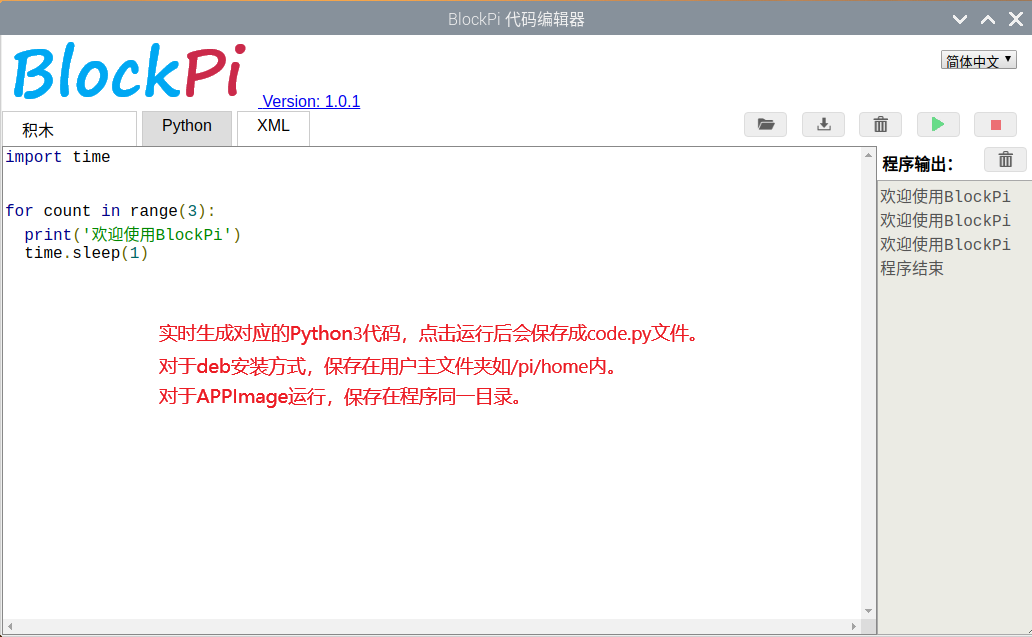 BlockPi 代码编辑器
BlockPi
Version: 1.0.1
简体中文
积木
Python
XML
import time
for count in range(3):
print('欢迎使用BlockPi')
time.sleep(1)
程序输出：
欢迎使用BlockPi
欢迎使用BlockPi
欢迎使用BlockPi
程序结束
实时生成对应的Python3代码，点击运行后会保存成code.py文件。
对于deb安装方式，保存在用户主文件夹如/pi/home内。
对于APPImage运行，保存在程序同一目录。